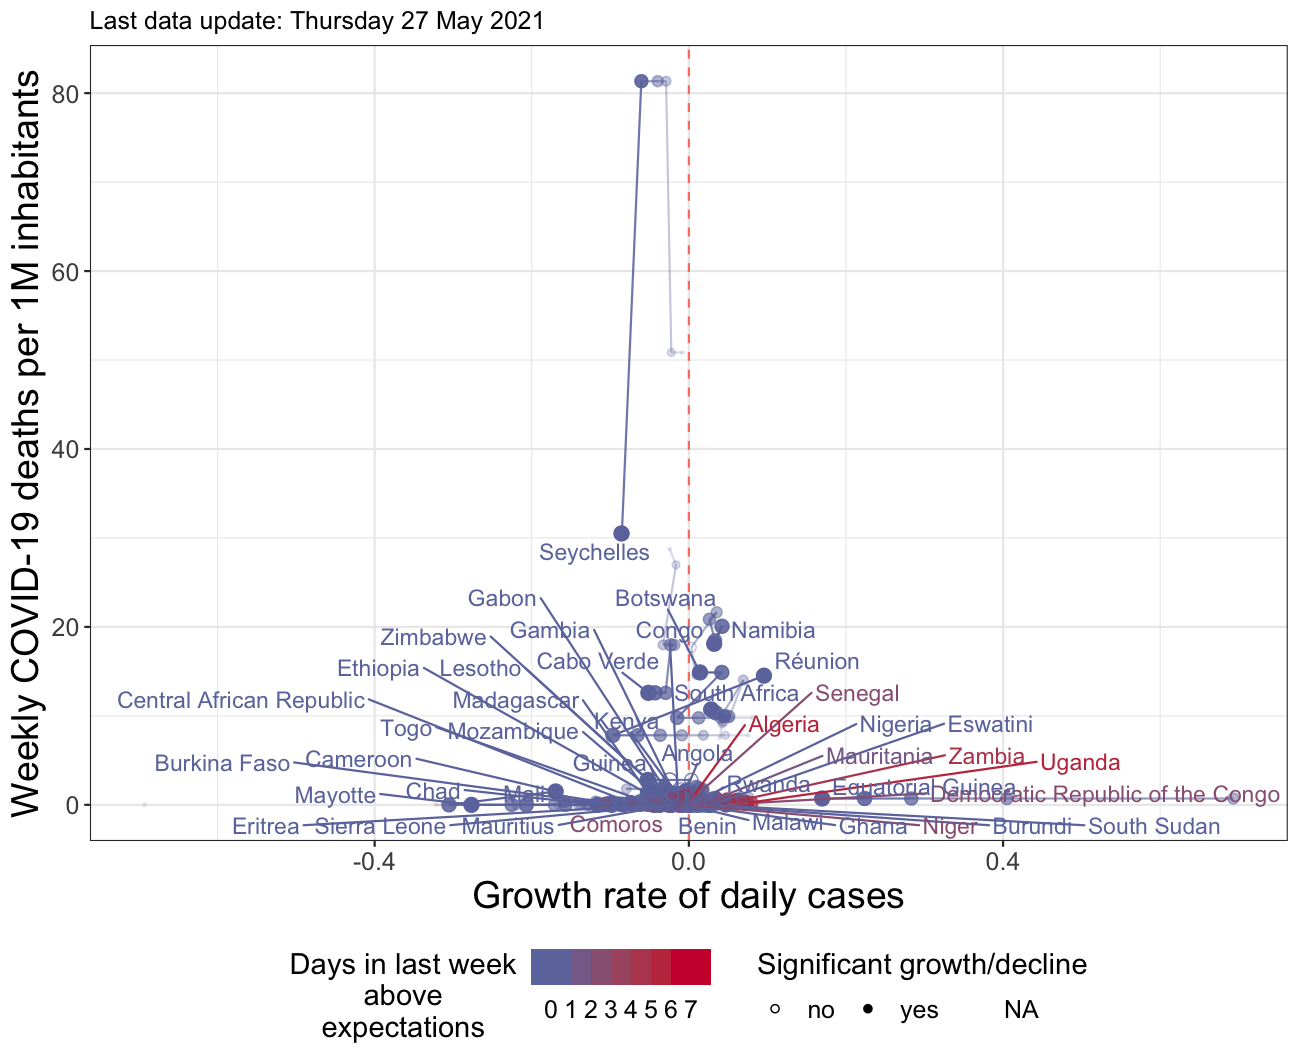 Last data update: Thursday 27 May 2021
Weekly COVID-19 deaths per 1M inhabitants
80
60
40
20
0
Seychelles
Gabon
Botswana
Zimbabwe
Gambia
Congo
Namibia
Ethiopia
Lesotho
Cabo Verde
Réunion
Central African Republic
Madagascar
South Africa
Senegal
Togo
Mozambique
Kenya
Algeria
Nigeria
Eswatini
Burkina Faso
Cameroon
Guinea
Angola
Mauritania
Zambia
Uganda
Mayotte
Chad
Mali
Rwanda
Equatorial Guinea
Democratic Republic of the Congo
Eritrea
Sierra Leone
Mauritius
Comoros
Benin
Malawi
Ghana
Niger
Burundi
South Sudan
-0.4
0.0
0.4
Growth rate of daily cases
Days in last week
above
expectations
0 1 2 3 4 5 6 7
Significant growth/decline
no
yes
NA